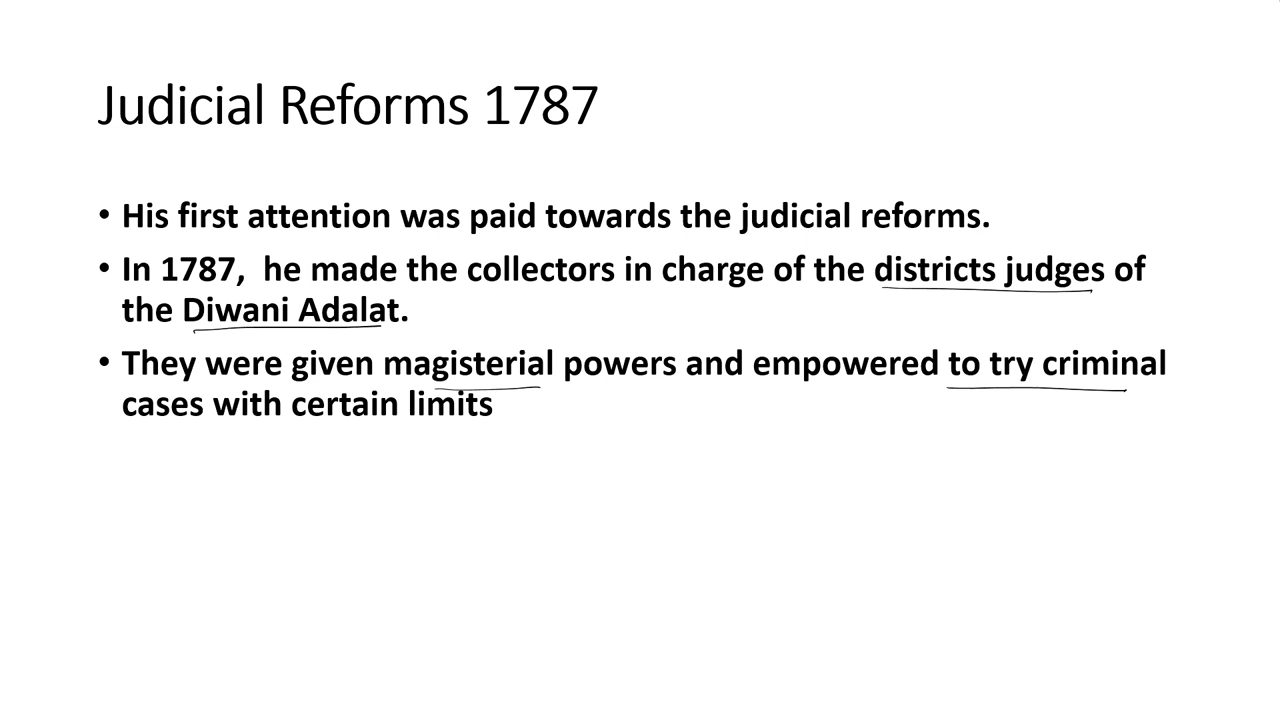 Judicial Reforms 1787
• His first attention was paid towards the judicial reforms.
• In 1787,  he made the collectors in charge of the districts judges of
the Diwani Adalat.
• They were given magisterial powers and empowered to try criminal
cases with certain limits